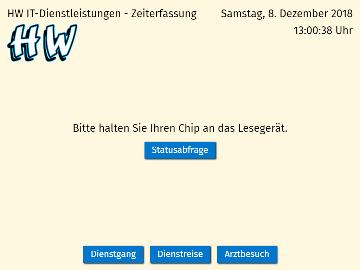 HW IT-Dienstleistungen - Zeiterfassung
Samstag, 8. Dezember 2018
13:00:38 Uhr
HW
Bitte halten Sie Ihren Chip an das Lesegerät.
Statusabfrage
Dienstgang
Dienstreise
Arztbesuch